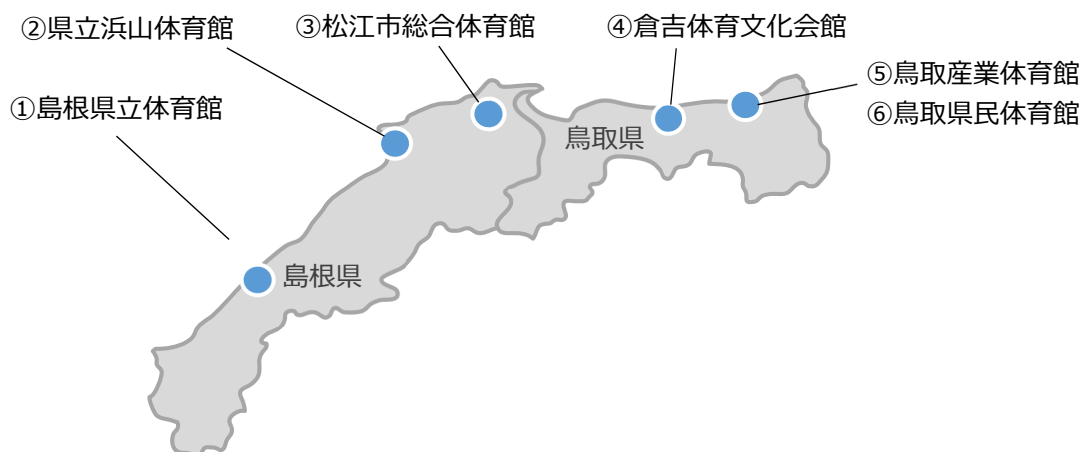 ②県立浜山体育館
③松江市総合体育館
④倉吉体育文化会館
⑤鳥取産業体育館
⑥鳥取県民体育館
①島根県立体育館
鳥取県
島根県